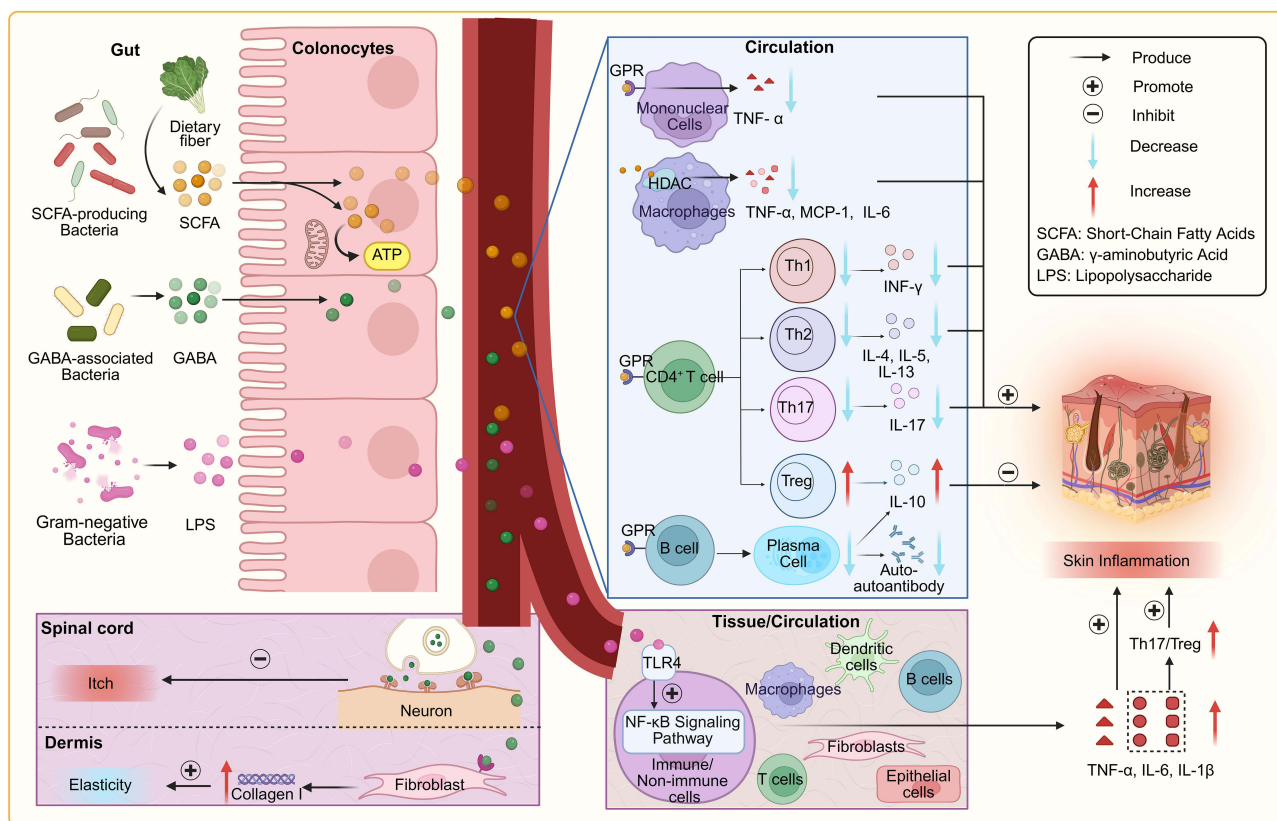 Gut
Dietary
fiber
SCFA-producing
Bacteria
SCFA
GABA-associated
Bacteria
GABA
Gram-negative
Bacteria
LPS
Colonocytes
ATP
Circulation
GPR
Mononuclear
Cells
TNF- α
HDAC
Macrophages
TNF-α, MCP-1, IL-6
GPR
CD4⁺ T cell
Th1
INF-γ
Th2
IL-4, IL-5,
IL-13
Th17
IL-17
Treg
IL-10
GPR
B cell
Plasma
Cell
Auto-
autoantibody
Produce
+ Promote
− Inhibit
Decrease
Increase
SCFA: Short-Chain Fatty Acids
GABA: γ-aminobutyric Acid
LPS: Lipopolysaccharide
+
−
Skin Inflammation
+
+
Th17/Treg
TNF-α, IL-6, IL-1β
Spinal cord
Itch
−
Neuron
Dermis
Elasticity
+
Collagen I
Fibroblast
Tissue/Circulation
TLR4
+
NF-κB Signaling
Pathway
Immune/
Non-immune
cells
Macrophages
Dendritic
cells
B cells
Fibroblasts
T cells
Epithelial
cells